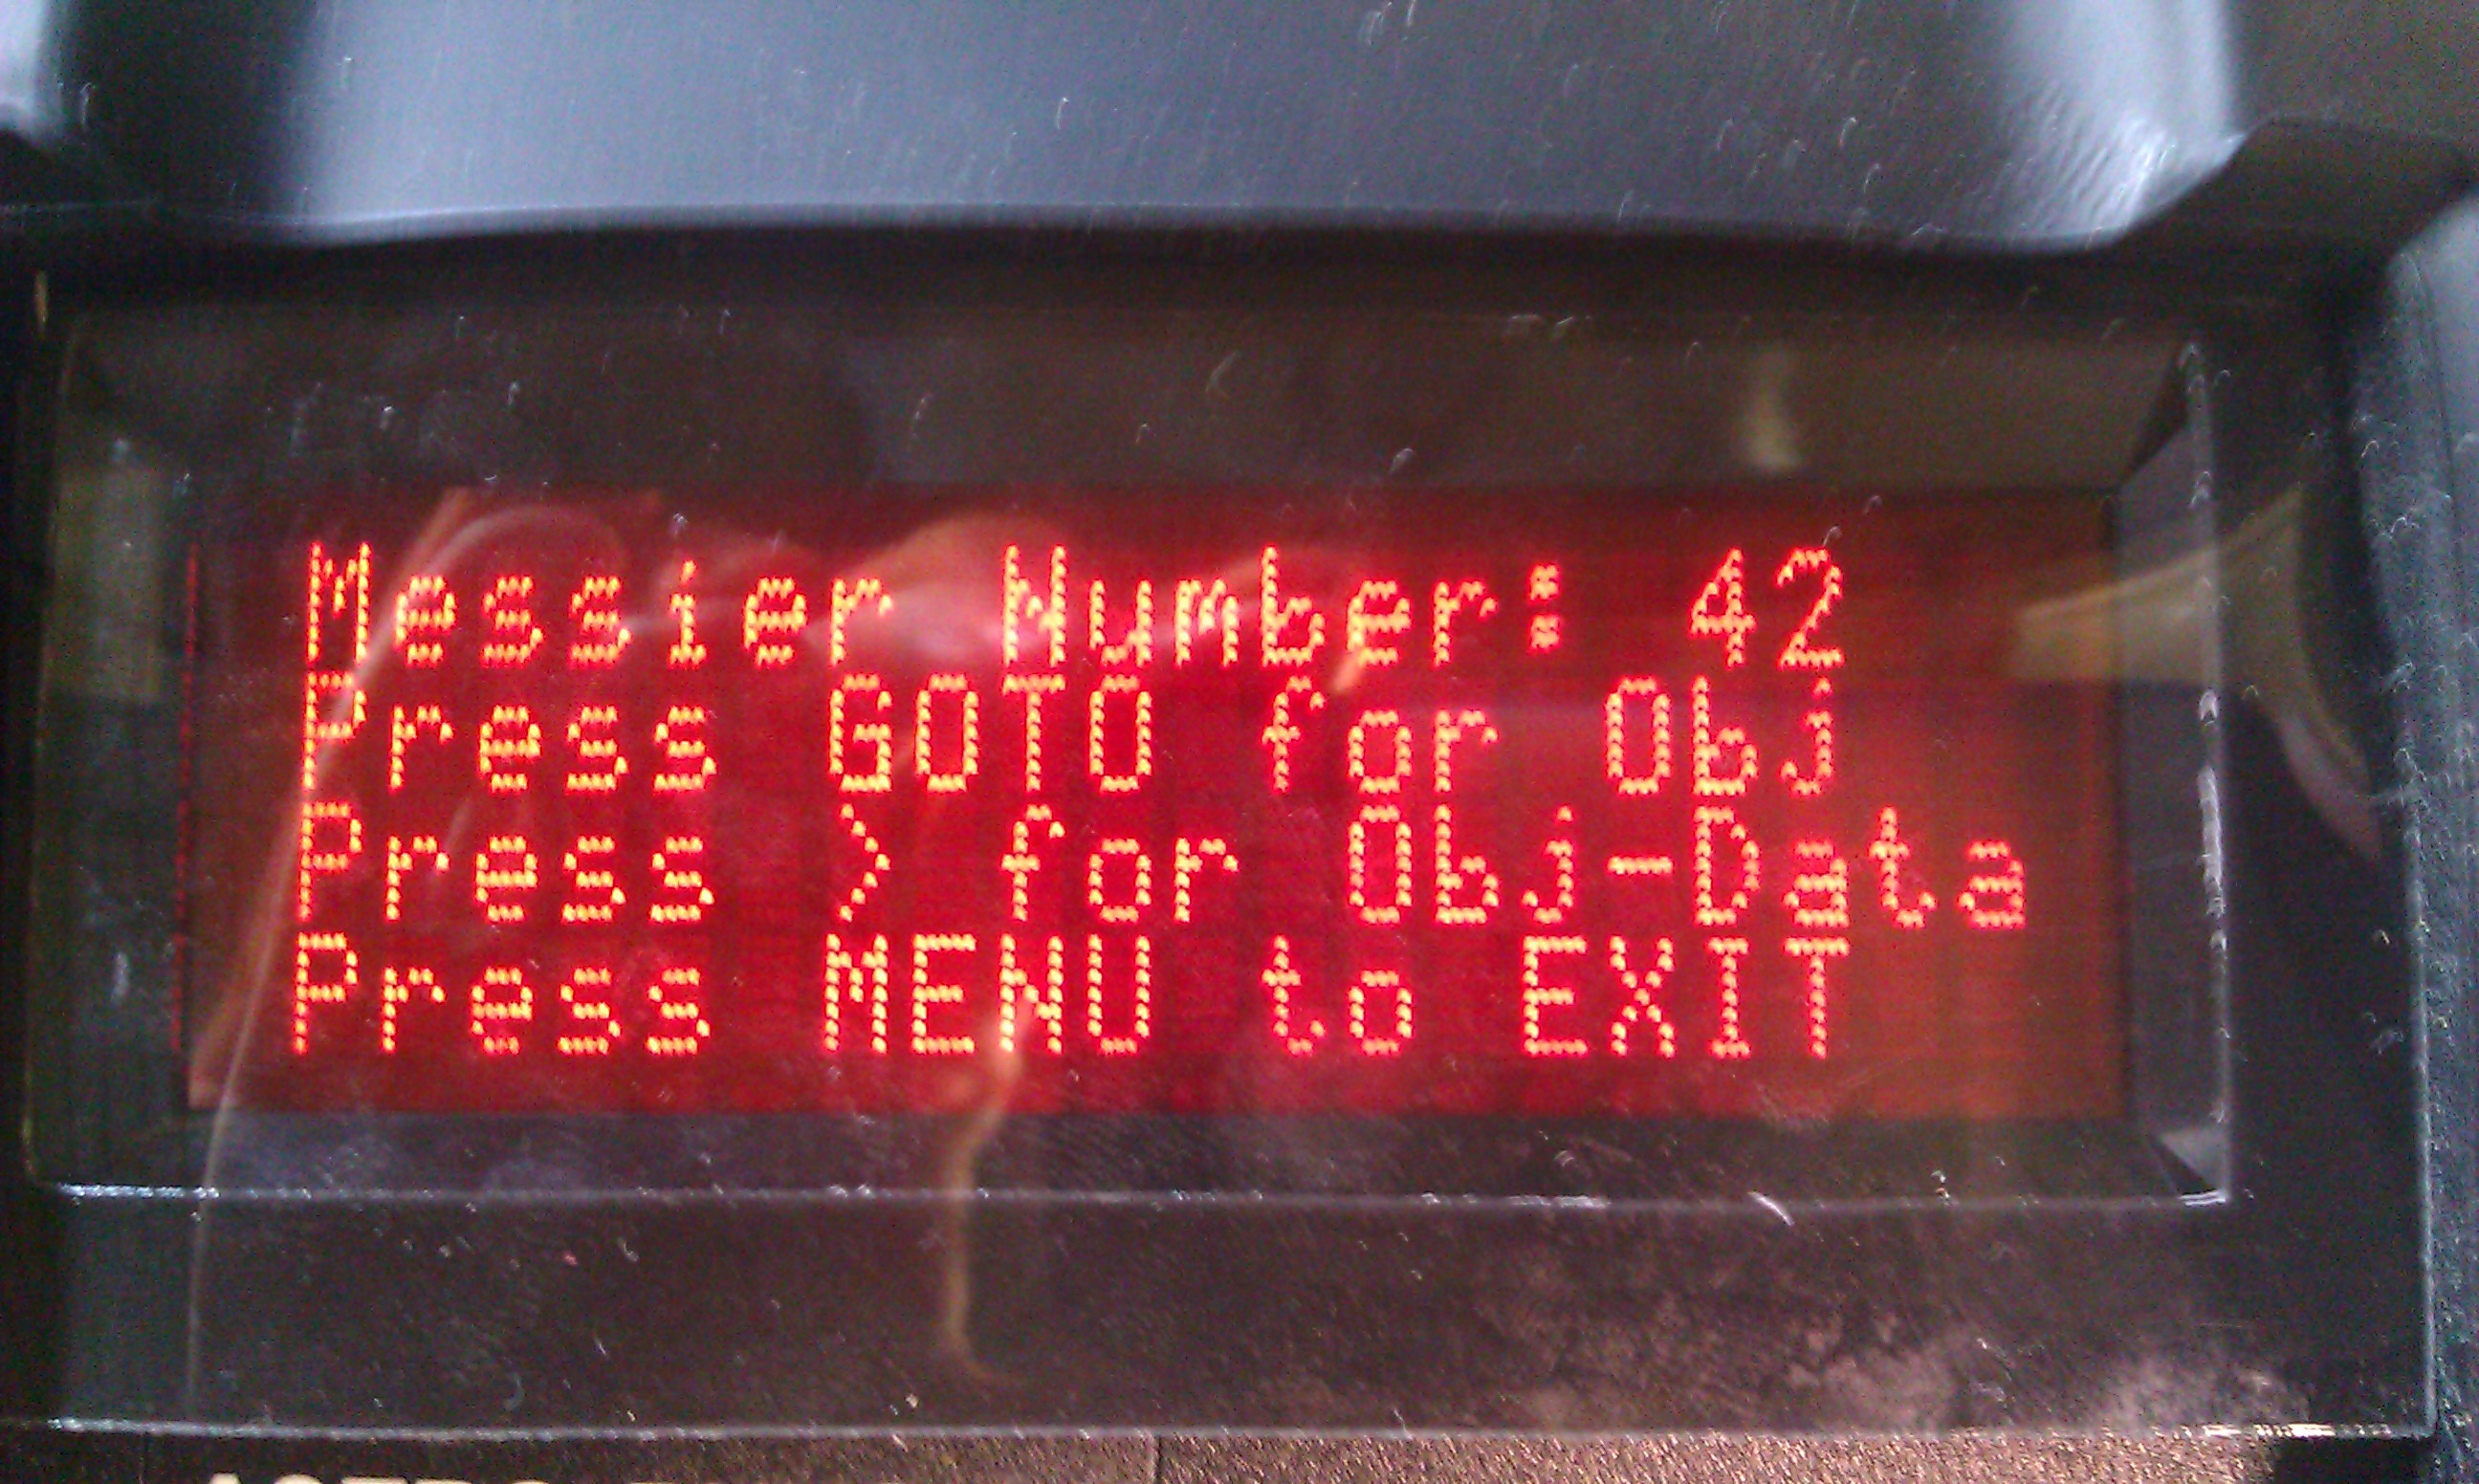 Messier Number: 42
Press GOTO for Obj
Press > for Obj-Data
Press MENU to EXIT